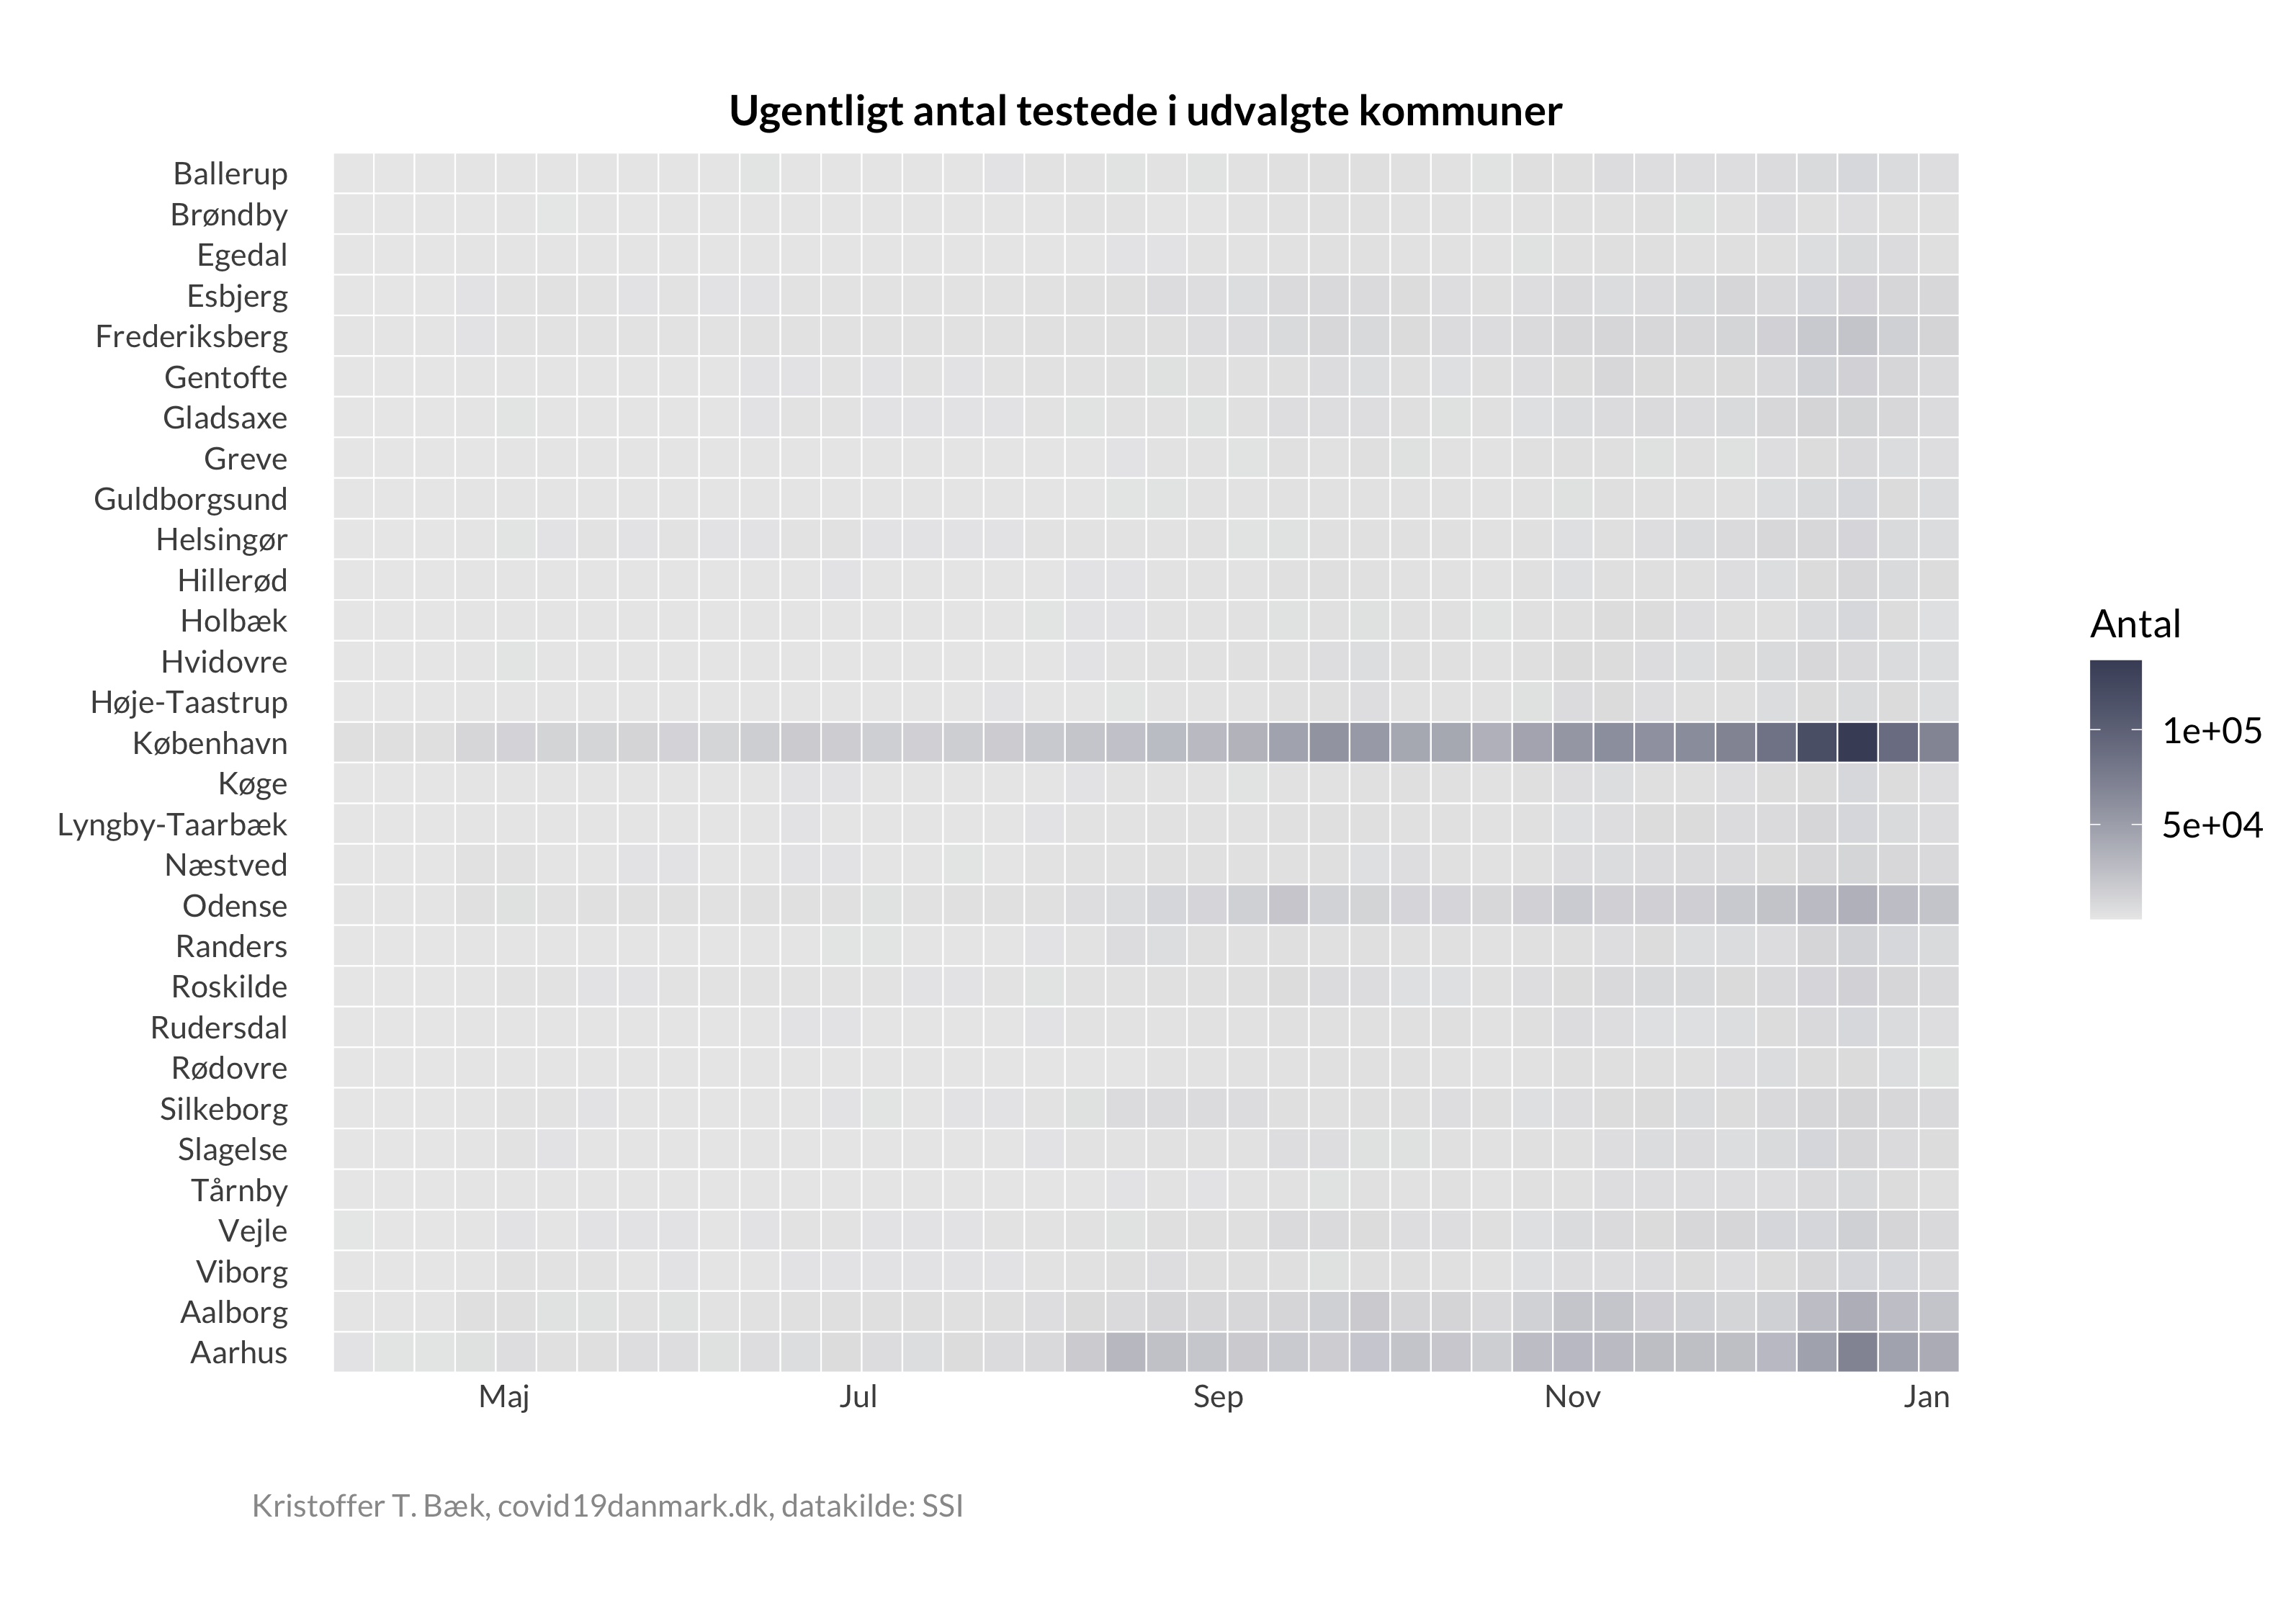 Ugentligt antal testede i udvalgte kommuner
Ballerup
Brøndby
Egedal
Esbjerg
Frederiksberg
Gentofte
Gladsaxe
Greve
Guldborgsund
Helsingør
Hillerød
Holbæk
Hvidovre
Høje-Taastrup
København
Køge
Lyngby-Taarbæk
Næstved
Odense
Randers
Roskilde
Rudersdal
Rødovre
Silkeborg
Slagelse
Tårnby
Vejle
Viborg
Aalborg
Aarhus
Maj Jul Sep Nov Jan
Antal
1e+05
5e+04
Kristoffer T. Bæk, covid19danmark.dk, datakilde: SSI